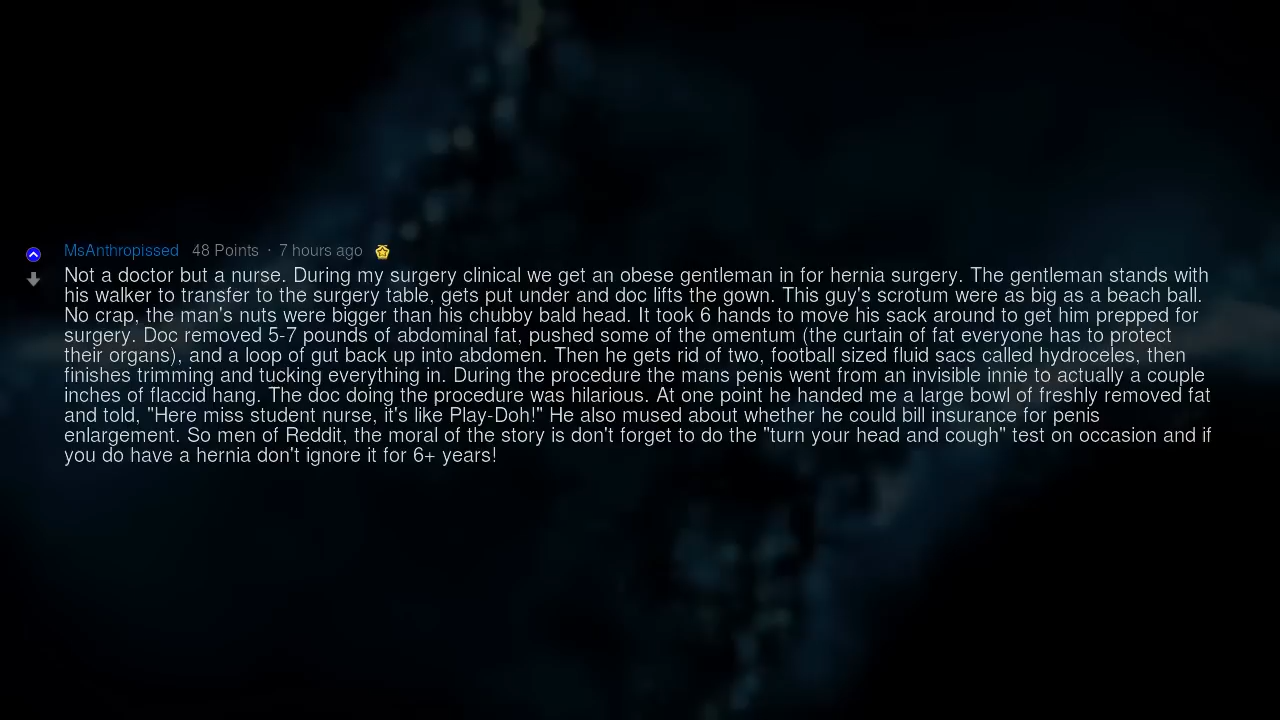 MsAnthropissed 48 Points · 7 hours ago
Not a doctor but a nurse. During my surgery clinical we get an obese gentleman in for hernia surgery. The gentleman stands with
his walker to transfer to the surgery table, gets put under and doc lifts the gown. This guy's scrotum were as big as a beach ball.
No crap, the man's nuts were bigger than his chubby bald head. It took 6 hands to move his sack around to get him prepped for
surgery. Doc removed 5-7 pounds of abdominal fat, pushed some of the omentum (the curtain of fat everyone has to protect
their organs), and a loop of gut back up into abdomen. Then he gets rid of two, football sized fluid sacs called hydroceles, then
finishes trimming and tucking everything in. During the procedure the mans penis went from an invisible innie to actually a couple
inches of flaccid hang. The doc doing the procedure was hilarious. At one point he handed me a large bowl of freshly removed fat
and told, "Here miss student nurse, it's like Play-Doh!" He also mused about whether he could bill insurance for penis
enlargement. So men of Reddit, the moral of the story is don't forget to do the "turn your head and cough" test on occasion and if
you do have a hernia don't ignore it for 6+ years!